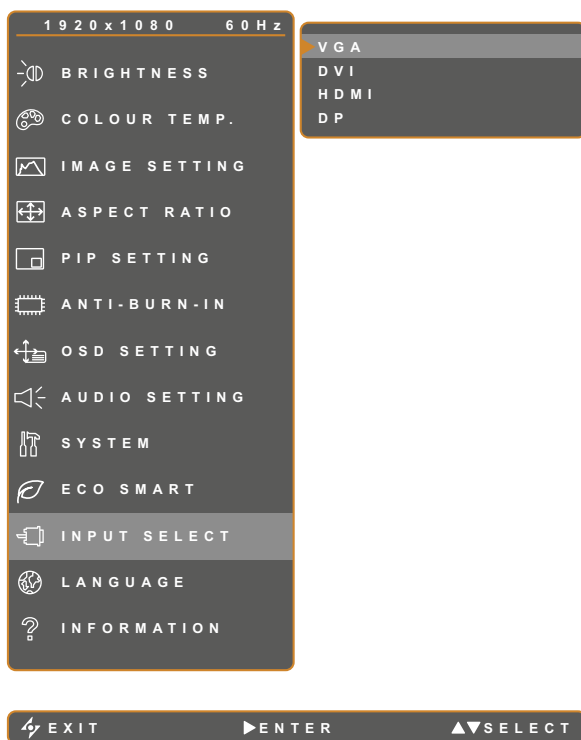 1920x1080 60Hz
BRIGHTNESS
COLOUR TEMP.
IMAGE SETTING
ASPECT RATIO
PIP SETTING
ANTI-BURN-IN
OSD SETTING
AUDIO SETTING
SYSTEM
ECO SMART
INPUT SELECT
LANGUAGE
INFORMATION
VGA
DVI
HDMI
DP
EXIT ▶ENTER ▲▼SELECT